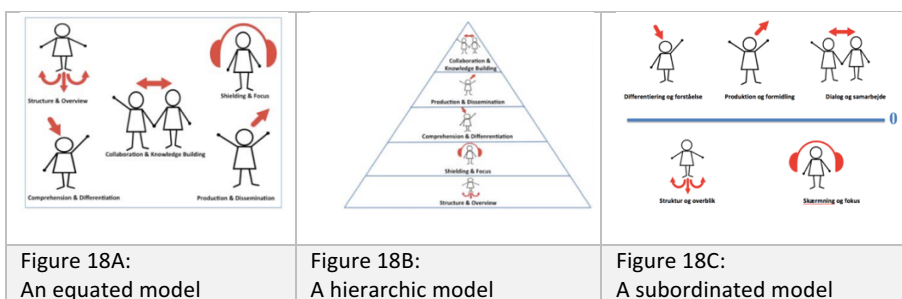 Structure & Overview
Shielding & Focus
Collaboration & Knowledge Building
Comprehension & Differentiation
Production & Dissemination
Collaboration &
Knowledge Building
Production & Dissemination
Comprehension & Differentiation
Shielding & Focus
Structure & Overview
Differentiering og forståelse
Produktion og formidling
Dialog og samarbejde
0
Struktur og overblik
Skærmning og fokus
Figure 18A:
An equated model
Figure 18B:
A hierarchic model
Figure 18C:
A subordinated model